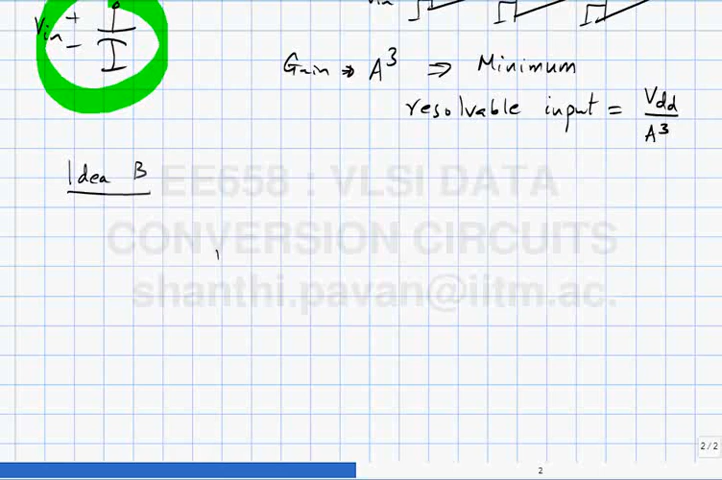 Vin + -
Vin
Gain → A³ ⇒ Minimum
resolvable input = Vdd / A³
Idea B
EE658 : VLSI DATA
CONVERSION CIRCUITS
shanthi.pavan@iitm.ac.
2/2
2